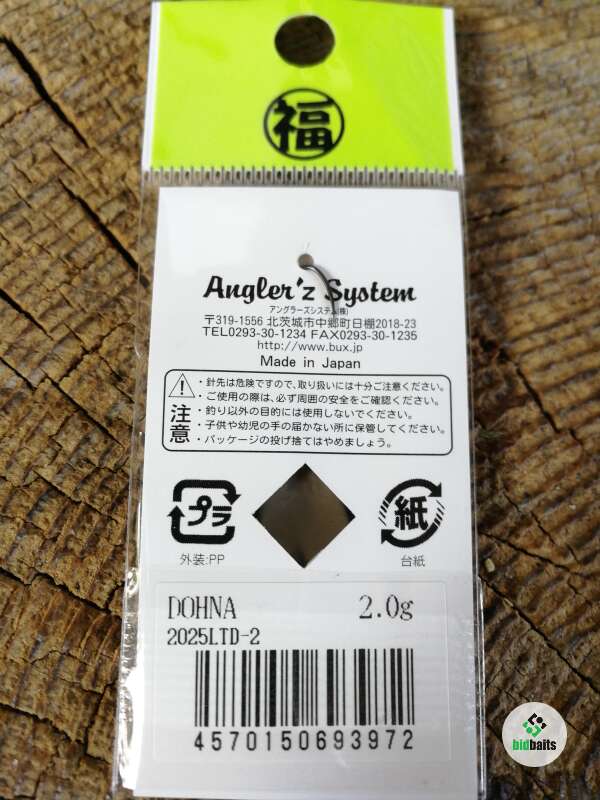 福
Angler'z System
アングラーズシステム(株)
〒319-1556 北茨城市中郷町日棚2018-23
TEL0293-30-1234 FAX0293-30-1235
http://www.bux.jp
Made in Japan
注意
・針先は危険ですので、取り扱いには十分ご注意ください。
・ご使用の際は、必ず周囲の安全をご確認ください。
・釣り以外の目的には使用しないでください。
・子供や幼児の手の届かない所に保管してください。
・パッケージの投げ捨てはやめましょう。
プラ
紙
外装:PP
台紙
DOHNA 2.0g
2025LTD-2
4570150693972
bidbaits